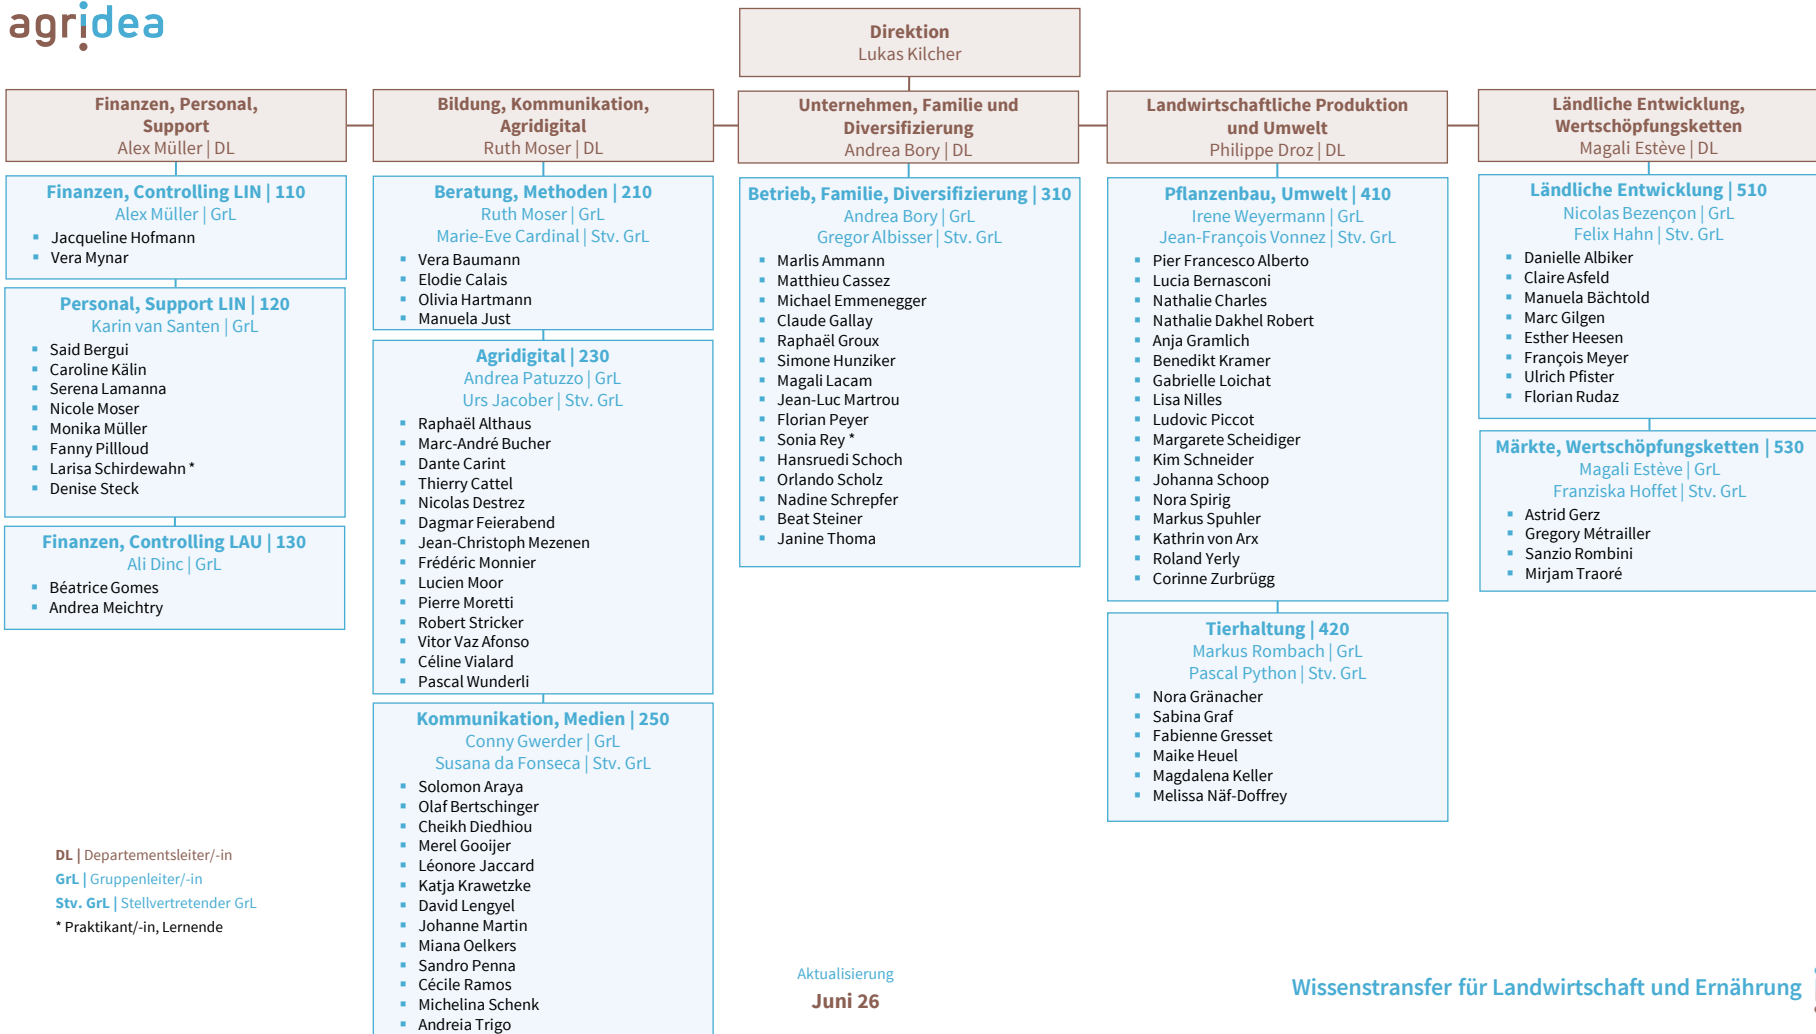 agridea
Direktion
Lukas Kilcher
Finanzen, Personal,
Support
Alex Müller | DL
Finanzen, Controlling LIN | 110
Alex Müller | GrL
Jacqueline Hofmann
Vera Mynar
Personal, Support LIN | 120
Karin van Santen | GrL
Said Bergui
Caroline Kälin
Serena Lamanna
Nicole Moser
Monika Müller
Fanny Pillloud
Larisa Schirdewahn *
Denise Steck
Finanzen, Controlling LAU | 130
Ali Dinc | GrL
Béatrice Gomes
Andrea Meichtry
Bildung, Kommunikation,
Agridigital
Ruth Moser | DL
Beratung, Methoden | 210
Ruth Moser | GrL
Marie-Eve Cardinal | Stv. GrL
Vera Baumann
Elodie Calais
Olivia Hartmann
Manuela Just
Agridigital | 230
Andrea Patuzzo | GrL
Urs Jacober | Stv. GrL
Raphaël Althaus
Marc-André Bucher
Dante Carint
Thierry Cattel
Nicolas Destrez
Dagmar Feierabend
Jean-Christoph Mezenen
Frédéric Monnier
Lucien Moor
Pierre Moretti
Robert Stricker
Vitor Vaz Afonso
Céline Vialard
Pascal Wunderli
Kommunikation, Medien | 250
Conny Gwerder | GrL
Susana da Fonseca | Stv. GrL
Solomon Araya
Olaf Bertschinger
Cheikh Diedhiou
Merel Gooijer
Léonore Jaccard
Katja Krawetzke
David Lengyel
Johanne Martin
Miana Oelkers
Sandro Penna
Cécile Ramos
Michelina Schenk
Andreia Trigo
Unternehmen, Familie und
Diversifizierung
Andrea Bory | DL
Betrieb, Familie, Diversifizierung | 310
Andrea Bory | GrL
Gregor Albisser | Stv. GrL
Marlis Ammann
Matthieu Cassez
Michael Emmenegger
Claude Gallay
Raphaël Groux
Simone Hunziker
Magali Lacam
Jean-Luc Martrou
Florian Peyer
Sonia Rey *
Hansruedi Schoch
Orlando Scholz
Nadine Schrepfer
Beat Steiner
Janine Thoma
Landwirtschaftliche Produktion
und Umwelt
Philippe Droz | DL
Pflanzenbau, Umwelt | 410
Irene Weyermann | GrL
Jean-François Vonnez | Stv. GrL
Pier Francesco Alberto
Lucia Bernasconi
Nathalie Charles
Nathalie Dakhel Robert
Anja Gramlich
Benedikt Kramer
Gabrielle Loichat
Lisa Nilles
Ludovic Piccot
Margarete Scheidiger
Kim Schneider
Johanna Schoop
Nora Spirig
Markus Spuhler
Kathrin von Arx
Roland Yerly
Corinne Zurbrügg
Tierhaltung | 420
Markus Rombach | GrL
Pascal Python | Stv. GrL
Nora Gränacher
Sabina Graf
Fabienne Gresset
Maike Heuel
Magdalena Keller
Melissa Näf-Doffrey
Ländliche Entwicklung,
Wertschöpfungsketten
Magali Estève | DL
Ländliche Entwicklung | 510
Nicolas Bezençon | GrL
Felix Hahn | Stv. GrL
Danielle Albiker
Claire Asfeld
Manuela Bächtold
Marc Gilgen
Esther Heesen
François Meyer
Ulrich Pfister
Florian Rudaz
Märkte, Wertschöpfungsketten | 530
Magali Estève | GrL
Franziska Hoffet | Stv. GrL
Astrid Gerz
Gregory Métrailler
Sanzio Rombini
Mirjam Traoré
DL | Departementsleiter/-in
GrL | Gruppenleiter/-in
Stv. GrL | Stellvertretender GrL
* Praktikant/-in, Lernende
Aktualisierung
Juni 26
Wissenstransfer für Landwirtschaft und Ernährung